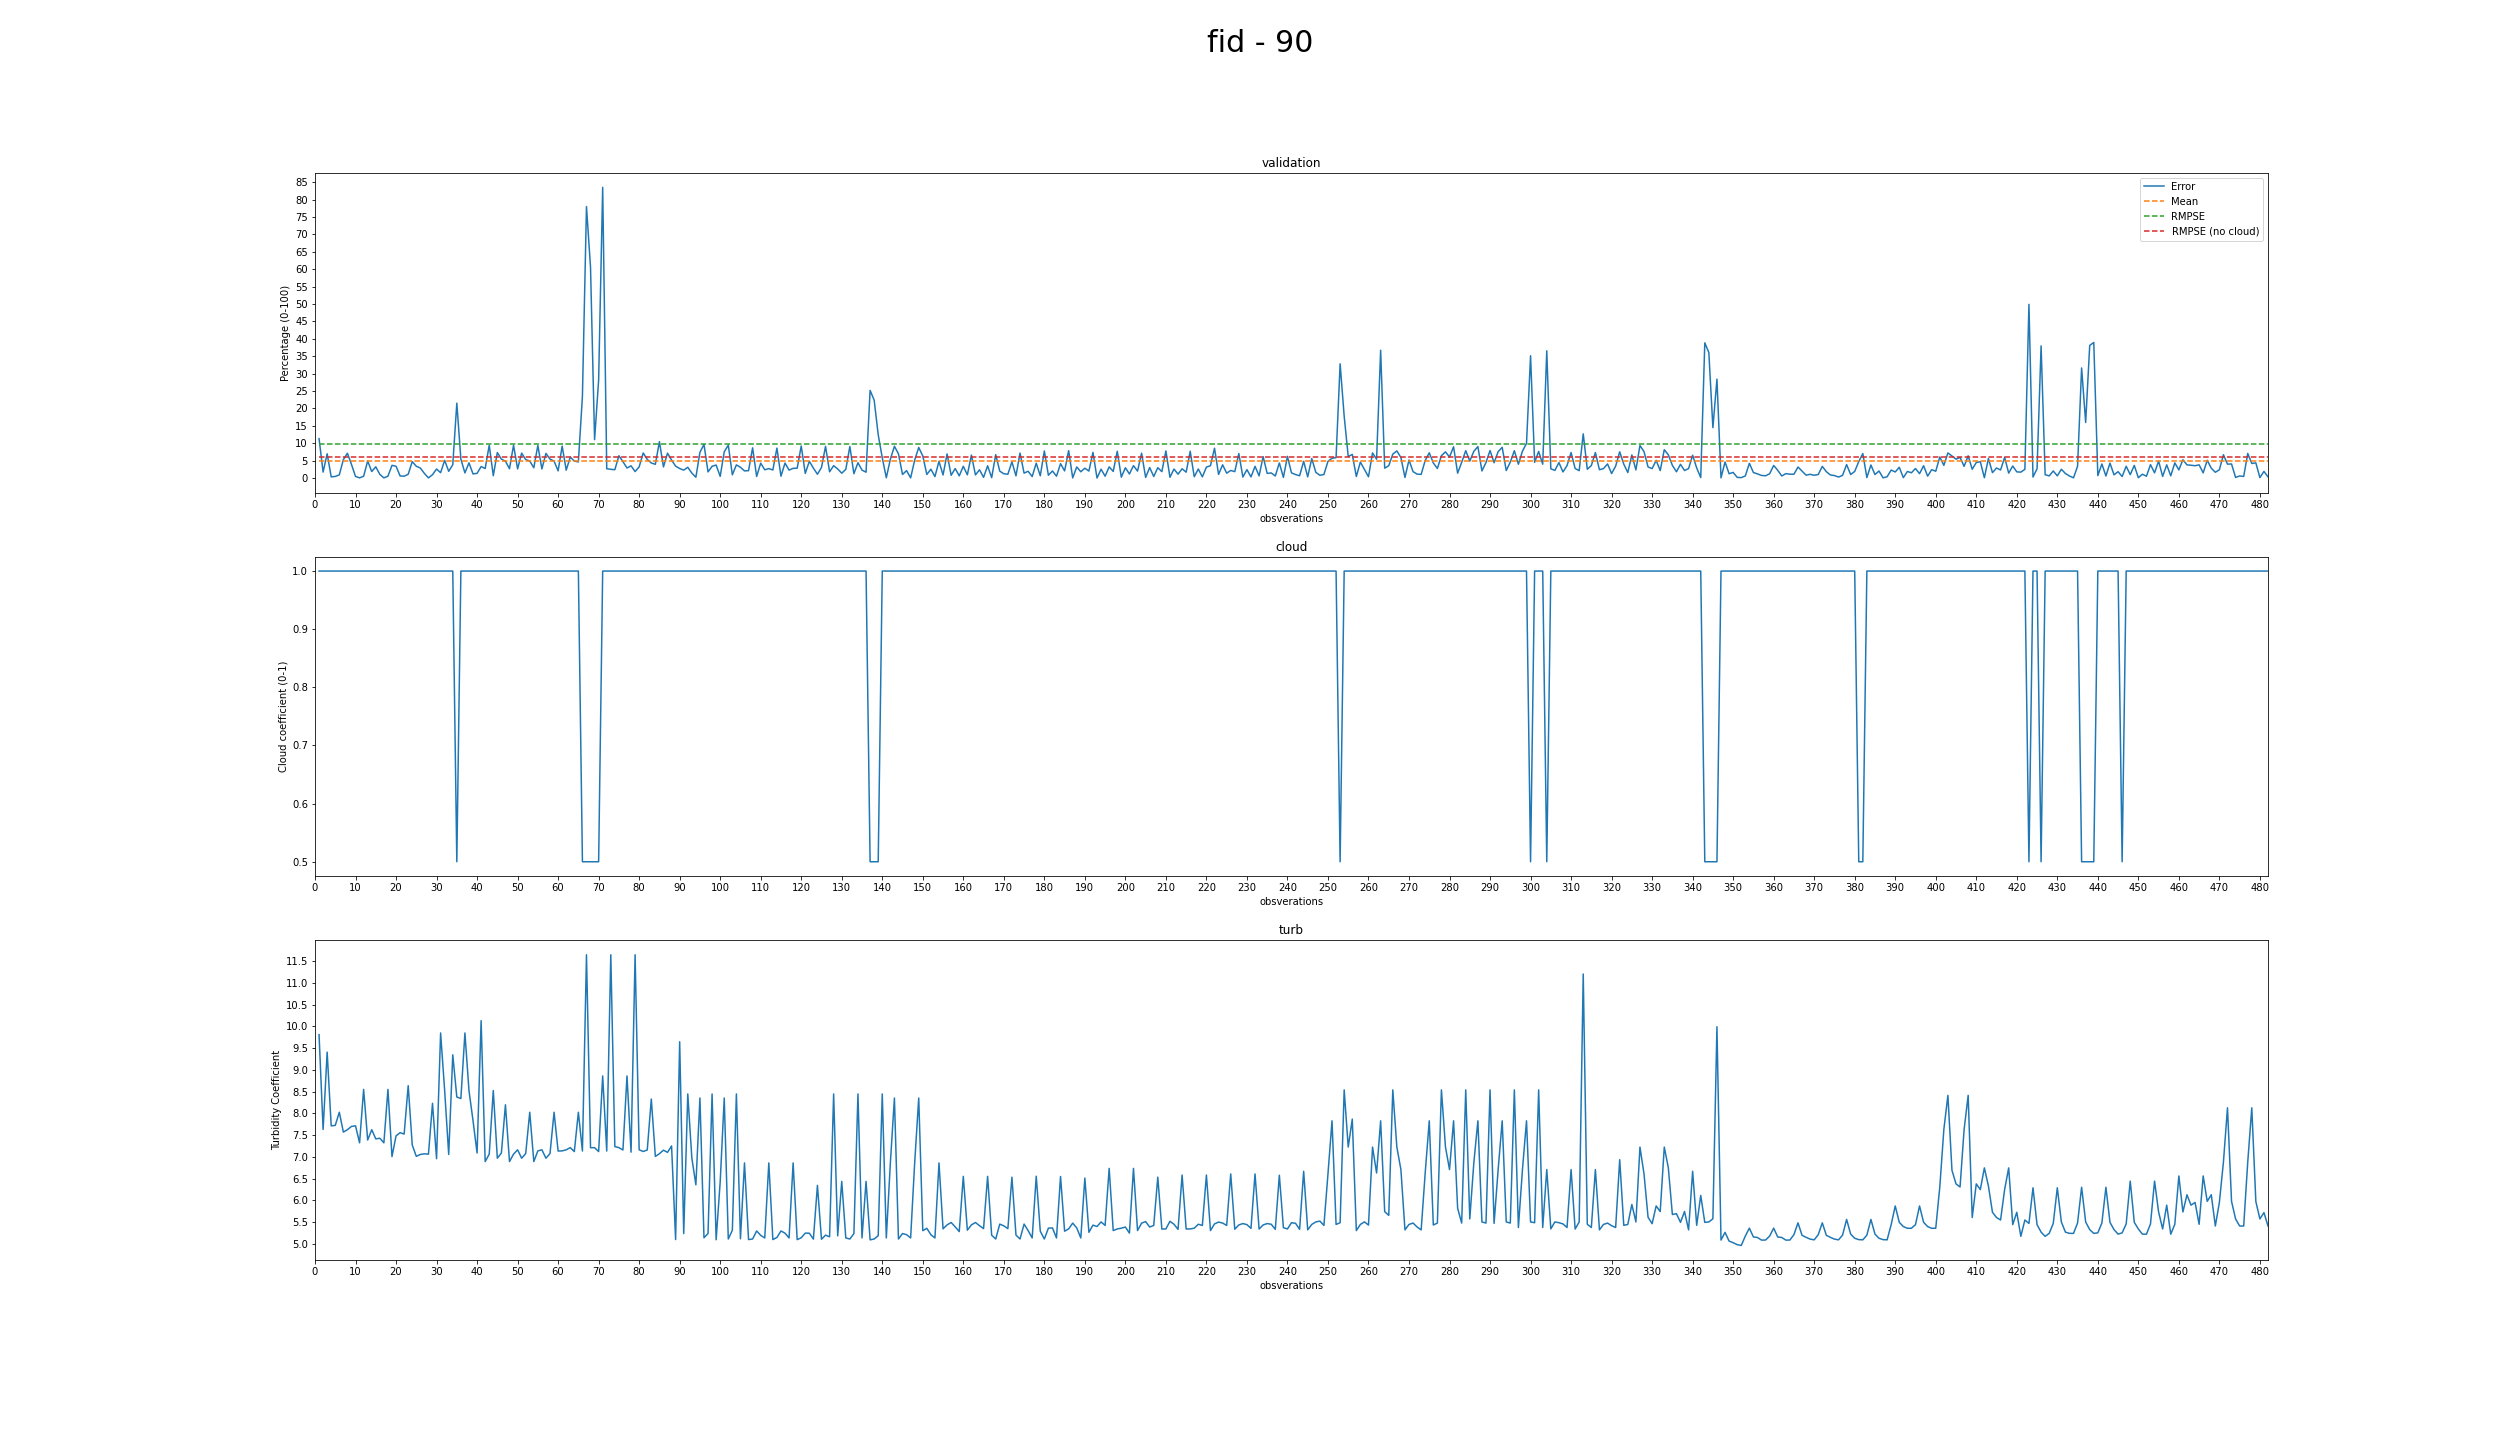 fid - 90
validation
85
80
75
70
65
60
55
50
45
40
35
30
25
20
15
10
5
0
Percentage (0-100)
Error
Mean
RMPSE
RMPSE (no cloud)
0 10 20 30 40 50 60 70 80 90 100 110 120 130 140 150 160 170 180 190 200 210 220 230 240 250 260 270 280 290 300 310 320 330 340 350 360 370 380 390 400 410 420 430 440 450 460 470 480
obsverations
cloud
1.0
0.9
0.8
0.7
0.6
0.5
Cloud coefficient (0-1)
0 10 20 30 40 50 60 70 80 90 100 110 120 130 140 150 160 170 180 190 200 210 220 230 240 250 260 270 280 290 300 310 320 330 340 350 360 370 380 390 400 410 420 430 440 450 460 470 480
obsverations
turb
11.5
11.0
10.5
10.0
9.5
9.0
8.5
8.0
7.5
7.0
6.5
6.0
5.5
5.0
Turbidity Coefficient
0 10 20 30 40 50 60 70 80 90 100 110 120 130 140 150 160 170 180 190 200 210 220 230 240 250 260 270 280 290 300 310 320 330 340 350 360 370 380 390 400 410 420 430 440 450 460 470 480
obsverations